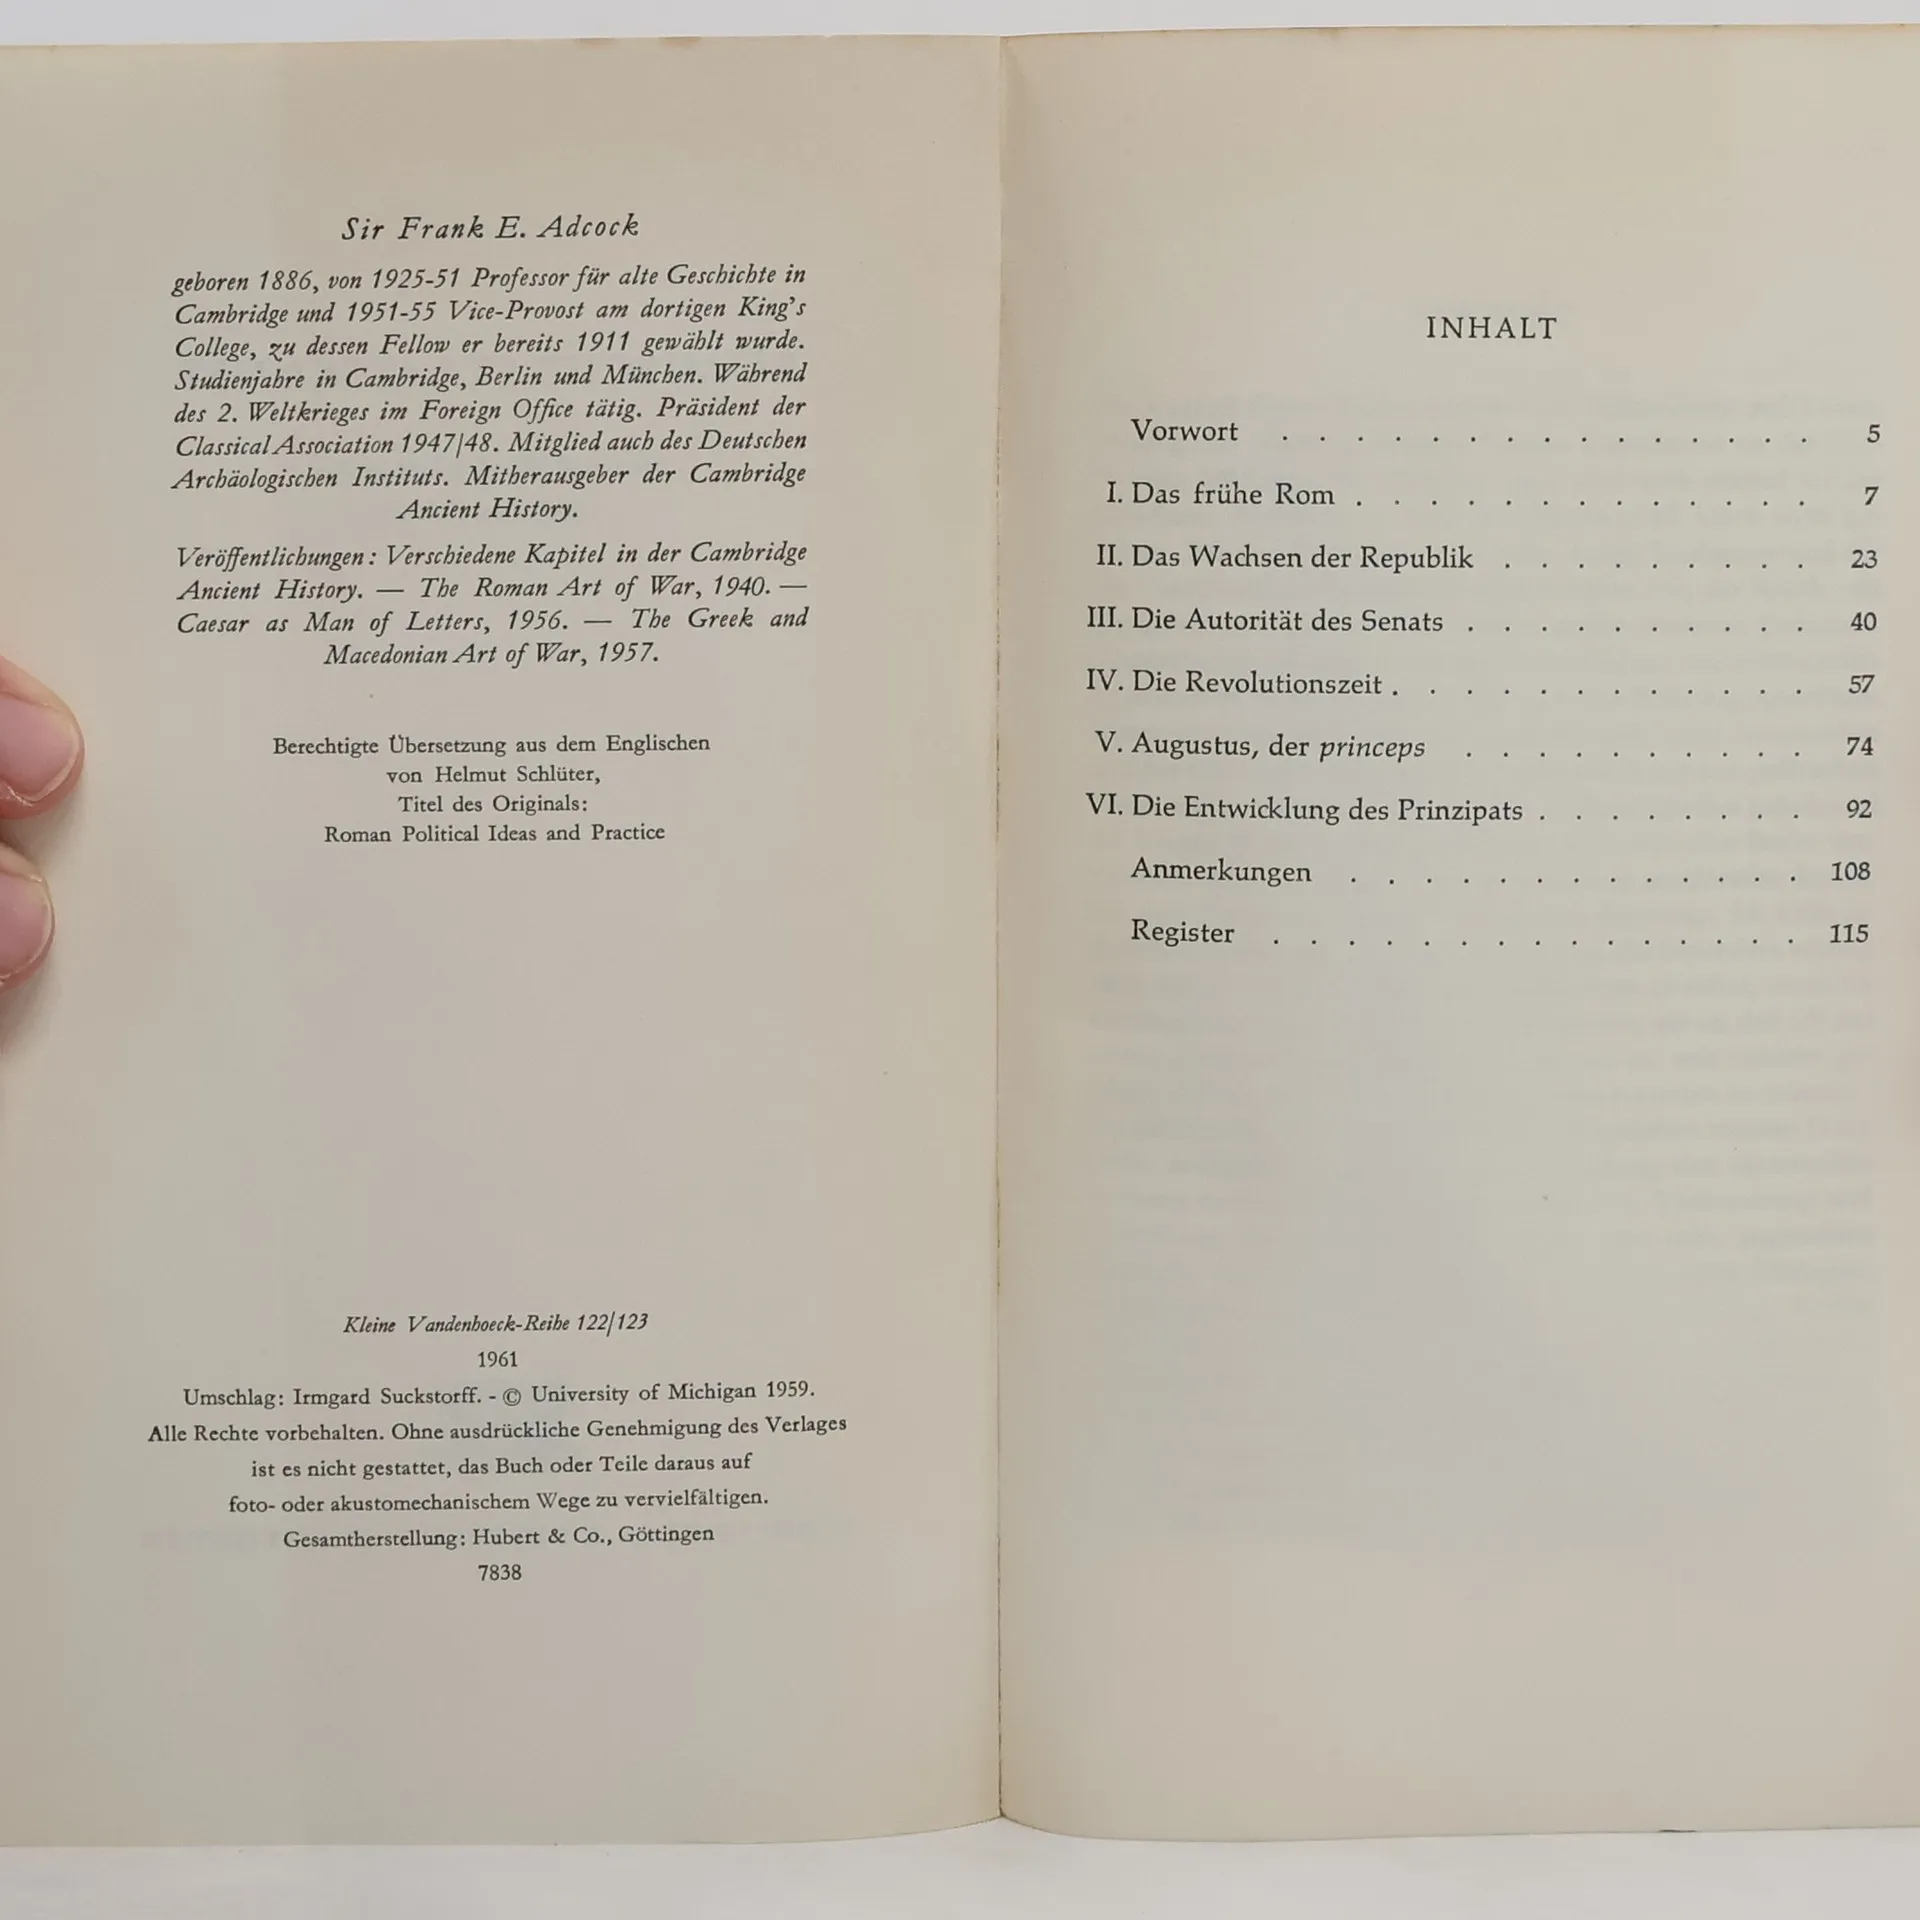 Sir Frank E. Adcock
geboren 1886, von 1925-51 Professor für alte Geschichte in
Cambridge und 1951-55 Vice-Provost am dortigen King's
College, zu dessen Fellow er bereits 1911 gewählt wurde.
Studienjahre in Cambridge, Berlin und München. Während
des 2. Weltkrieges im Foreign Office tätig. Präsident der
Classical Association 1947/48. Mitglied auch des Deutschen
Archäologischen Instituts. Mitherausgeber der Cambridge
Ancient History.
Veröffentlichungen: Verschiedene Kapitel in der Cambridge
Ancient History. — The Roman Art of War, 1940. —
Caesar as Man of Letters, 1956. — The Greek and
Macedonian Art of War, 1957.
Berechtigte Übersetzung aus dem Englischen
von Helmut Schlüter,
Titel des Originals:
Roman Political Ideas and Practice
Kleine Vandenhoeck-Reihe 122/123
1961
Umschlag: Irmgard Suckstorff. - © University of Michigan 1959.
Alle Rechte vorbehalten. Ohne ausdrückliche Genehmigung des Verlages
ist es nicht gestattet, das Buch oder Teile daraus auf
foto- oder akustomechanischem Wege zu vervielfältigen.
Gesamtherstellung: Hubert & Co., Göttingen
7838
INHALT
Vorwort . . . . . . . . . . . . . . . 5
I. Das frühe Rom . . . . . . . . . . . . . 7
II. Das Wachsen der Republik . . . . . . . . . 23
III. Die Autorität des Senats . . . . . . . . . . 40
IV. Die Revolutionszeit . . . . . . . . . . . . 57
V. Augustus, der princeps . . . . . . . . . . 74
VI. Die Entwicklung des Prinzipats . . . . . . . . 92
Anmerkungen . . . . . . . . . . . . . 108
Register . . . . . . . . . . . . . . . 115